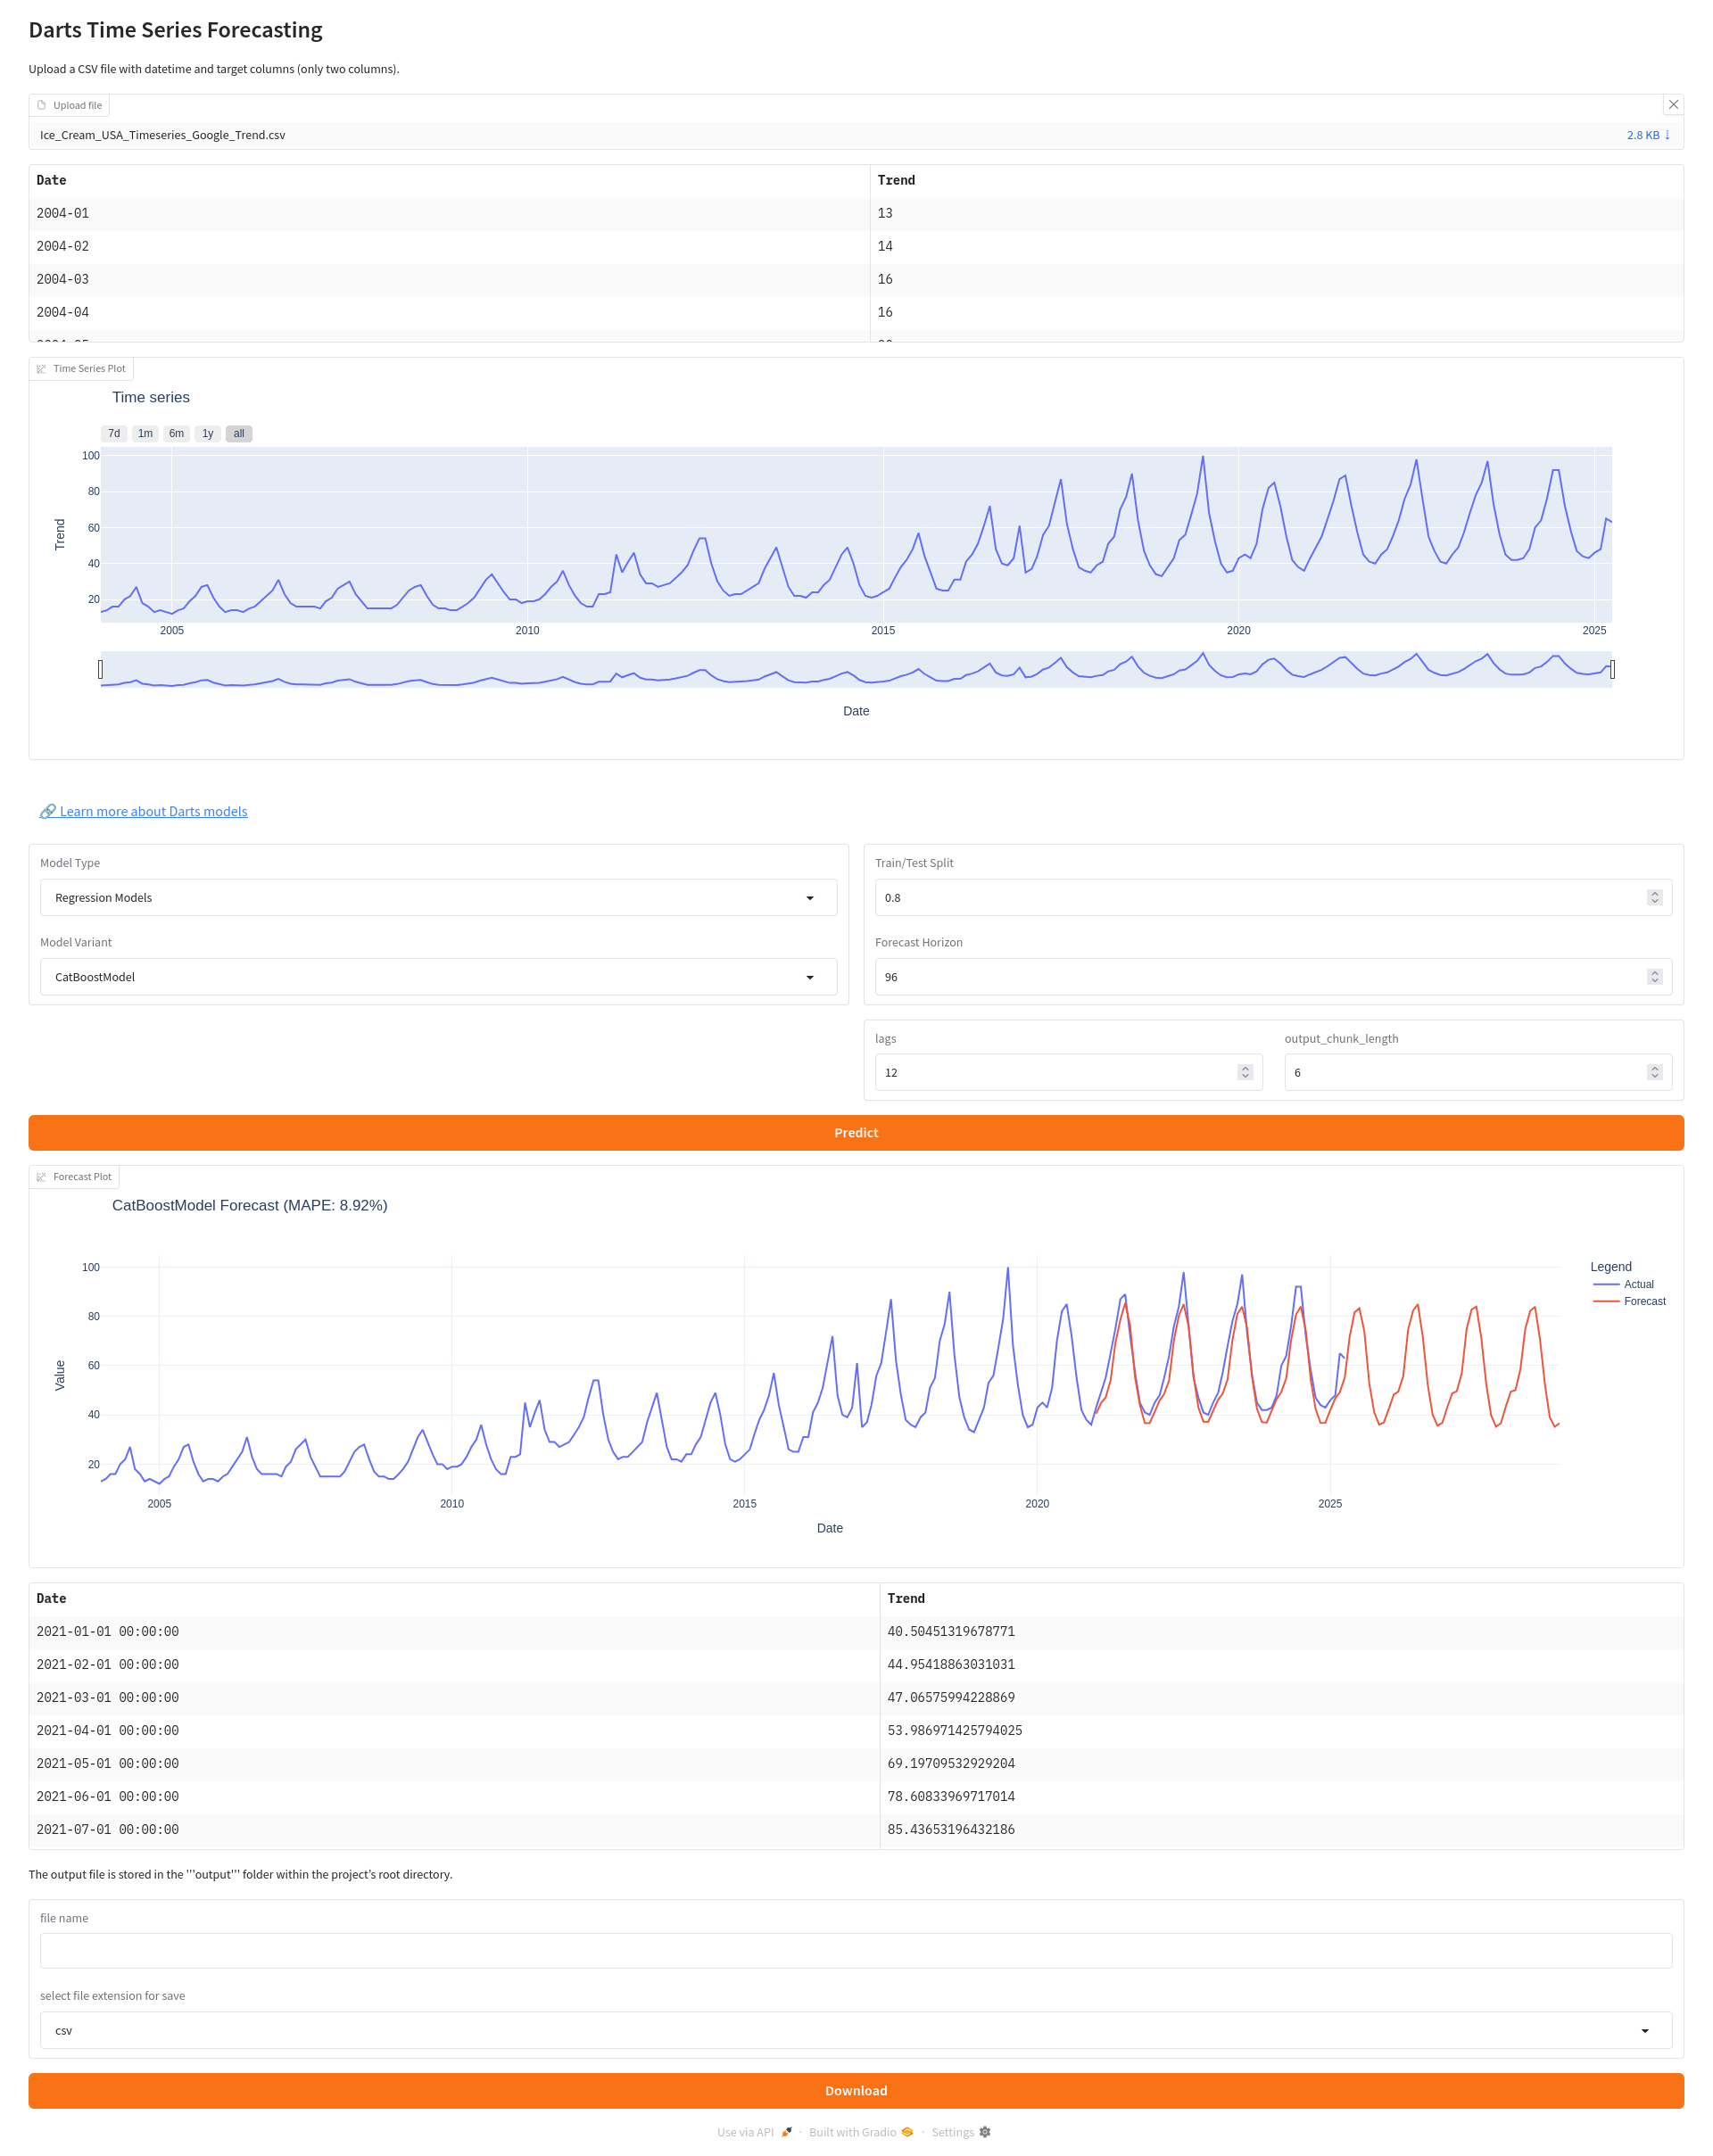 Darts Time Series Forecasting
Upload a CSV file with datetime and target columns (only two columns).
Upload file
Ice_Cream_USA_Timeseries_Google_Trend.csv 2.8 KB ↓
Date Trend
2004-01 13
2004-02 14
2004-03 16
2004-04 16
Time Series Plot
Time series
7d 1m 6m 1y all
100
80
60
40
20
Trend
2005 2010 2015 2020 2025
Date
🔗 Learn more about Darts models
Model Type
Regression Models
Model Variant
CatBoostModel
Train/Test Split
0.8
Forecast Horizon
96
lags
12
output_chunk_length
6
Predict
Forecast Plot
CatBoostModel Forecast (MAPE: 8.92%)
100
80
60
40
20
Value
2005 2010 2015 2020 2025
Date
Legend
Actual
Forecast
Date Trend
2021-01-01 00:00:00 40.50451319678771
2021-02-01 00:00:00 44.95418863031031
2021-03-01 00:00:00 47.06575994228869
2021-04-01 00:00:00 53.986971425794025
2021-05-01 00:00:00 69.19709532929204
2021-06-01 00:00:00 78.60833969717014
2021-07-01 00:00:00 85.43653196432186
The output file is stored in the '''output''' folder within the project's root directory.
file name
select file extension for save
csv
Download
Use via API 🚀 · Built with Gradio · Settings ⚙